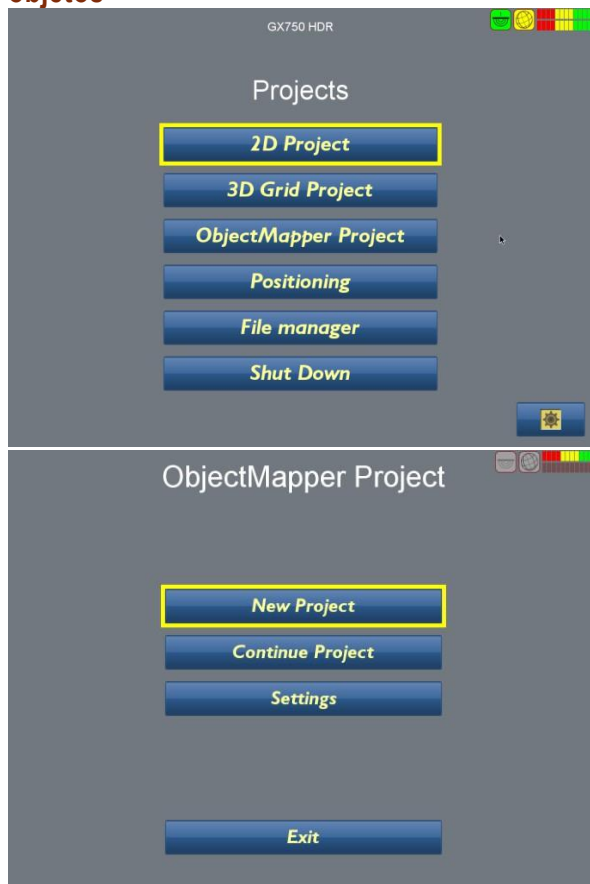 objetos
GX750 HDR
Projects
2D Project
3D Grid Project
ObjectMapper Project
Positioning
File manager
Shut Down
ObjectMapper Project
New Project
Continue Project
Settings
Exit